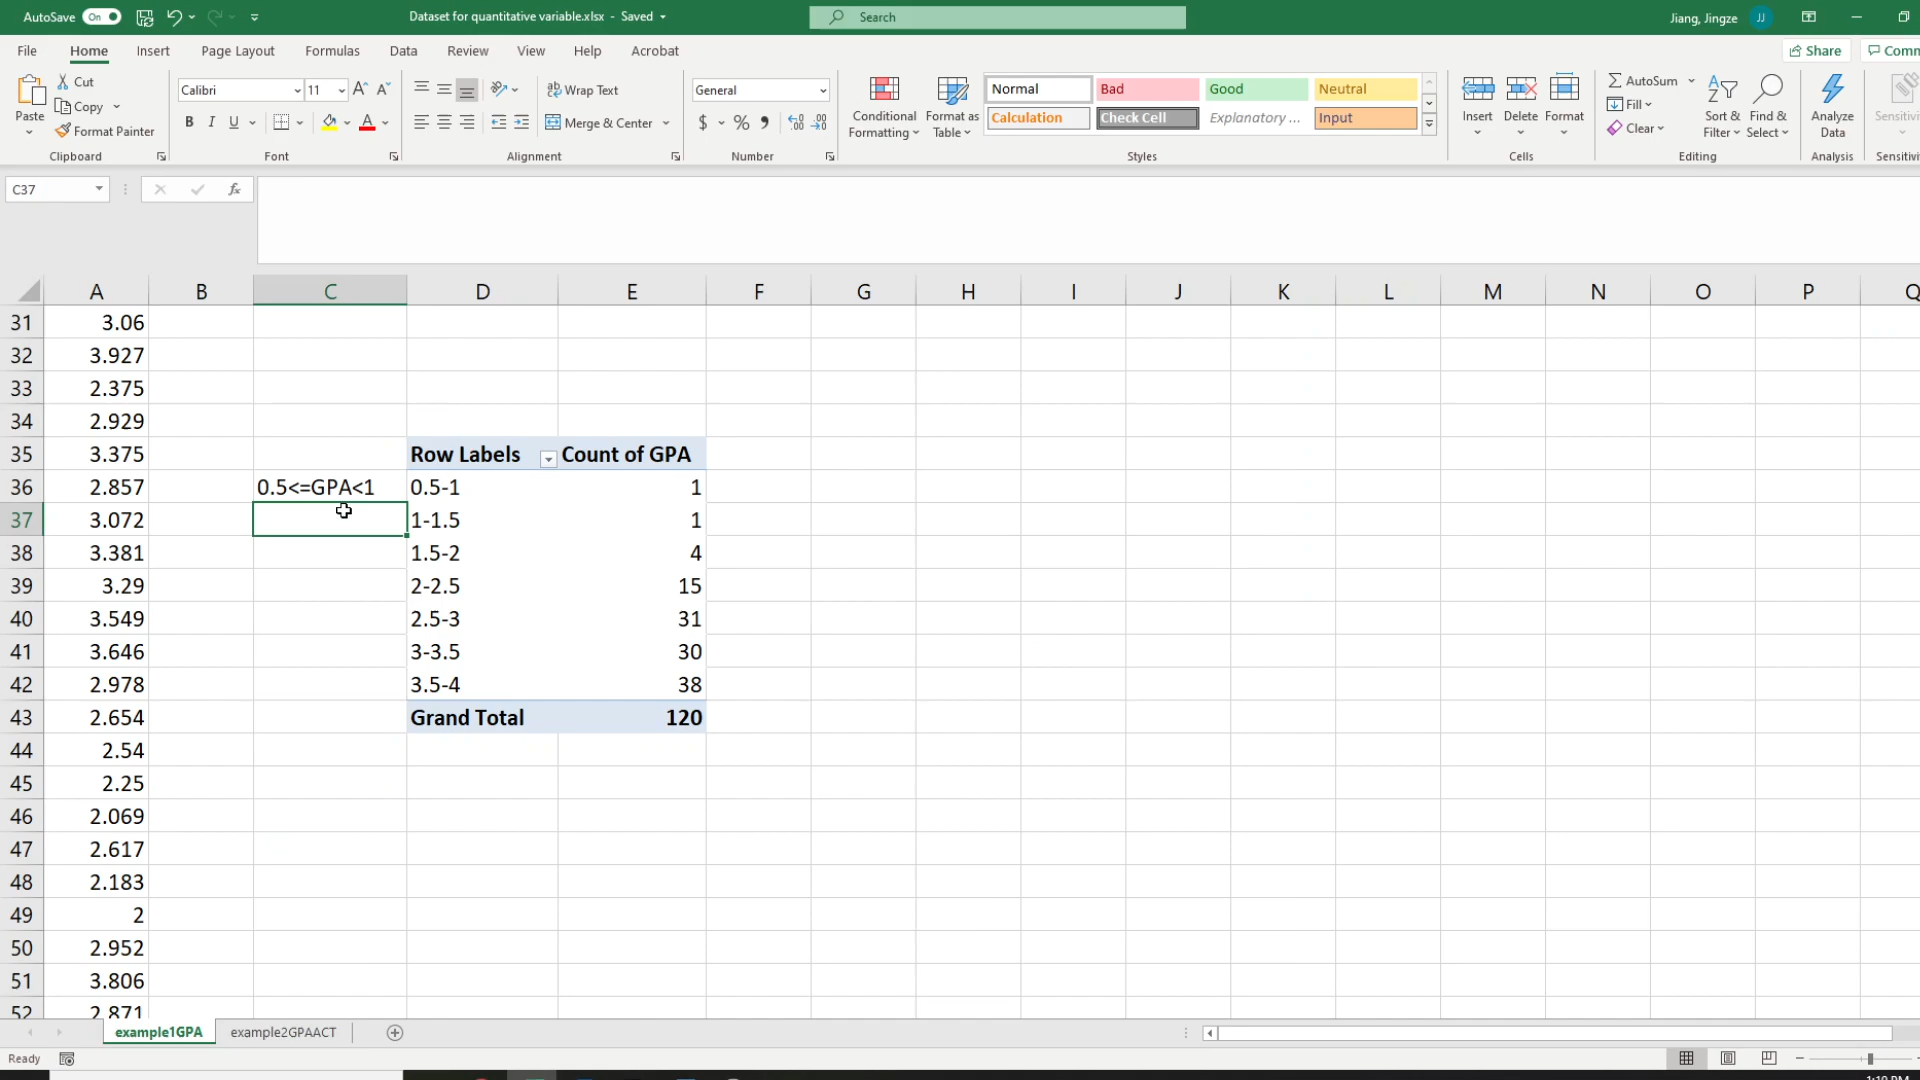 AutoSave On
Dataset for quantitative variable.xlsx - Saved
Search
Jiang, Jingze JJ
File Home Insert Page Layout Formulas Data Review View Help Acrobat
Share
Paste
Cut
Copy
Format Painter
Clipboard
Calibri 11
B I U
Font
Wrap Text
Merge & Center
Alignment
General
$ % ,
Number
Conditional Formatting
Format as Table
Normal Bad Good Neutral
Calculation Check Cell Explanatory ... Input
Styles
Insert Delete Format
Cells
AutoSum
Fill
Clear
Sort & Filter
Find & Select
Editing
Analyze Data
Analysis
C37
fx
A B C D E F G H I J K L M N O P Q
31 3.06
32 3.927
33 2.375
34 2.929
35 3.375 Row Labels Count of GPA
36 2.857 0.5<=GPA<1 0.5-1 1
37 3.072 1-1.5 1
38 3.381 1.5-2 4
39 3.29 2-2.5 15
40 3.549 2.5-3 31
41 3.646 3-3.5 30
42 2.978 3.5-4 38
43 2.654 Grand Total 120
44 2.54
45 2.25
46 2.069
47 2.617
48 2.183
49 2
50 2.952
51 3.806
52 2.871
example1GPA example2GPAACT
Ready